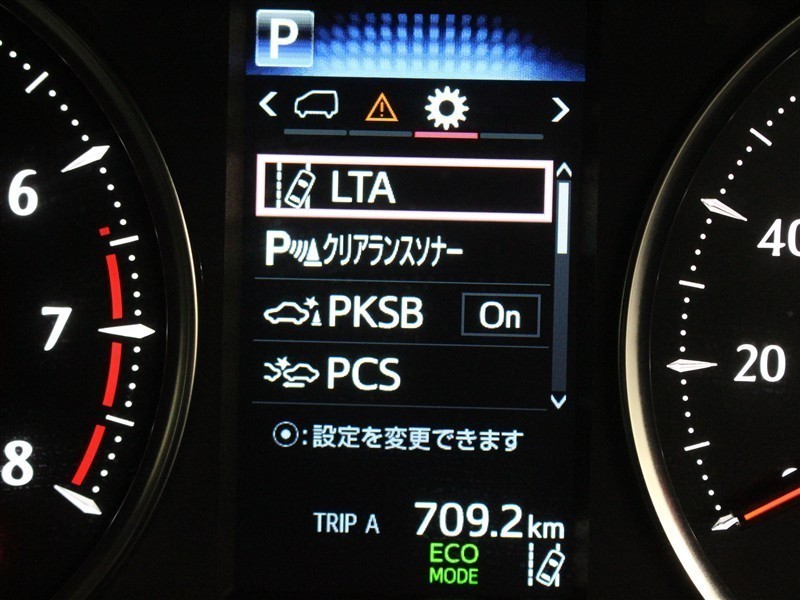 P
LTA
Pクリアランスソナー
PKSB On
PCS
:設定を変更できます
TRIP A 709.2km
ECO
MODE
6
7
8
40
20